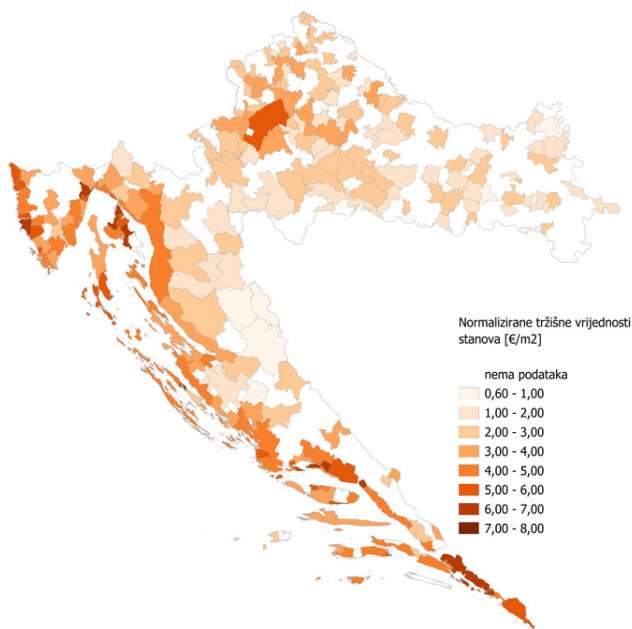 Normalizirane tržišne vrijednosti
stanova [€/m2]
nema podataka
0,60 - 1,00
1,00 - 2,00
2,00 - 3,00
3,00 - 4,00
4,00 - 5,00
5,00 - 6,00
6,00 - 7,00
7,00 - 8,00